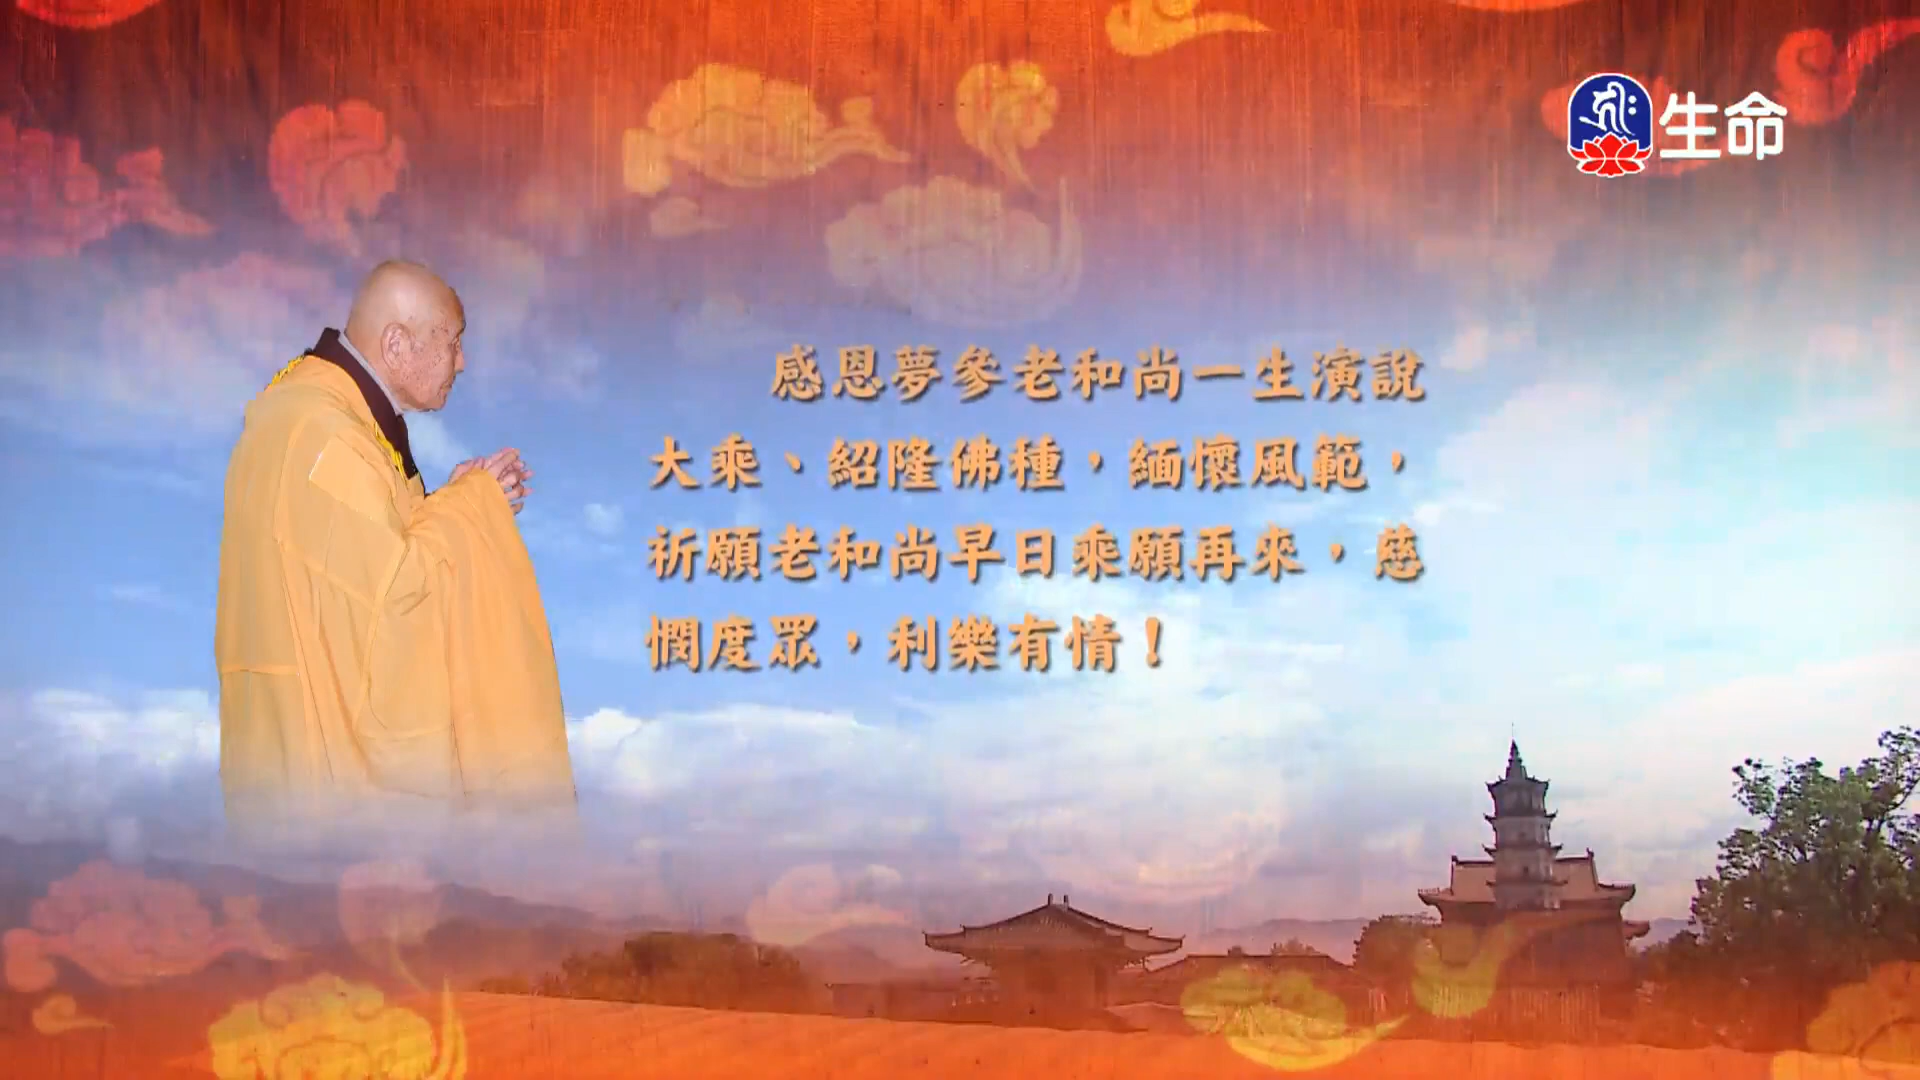 生命
感恩夢參老和尚一生演說
大乘、紹隆佛種，緬懷風範，
祈願老和尚早日乘願再來，慈
憫度眾，利樂有情！